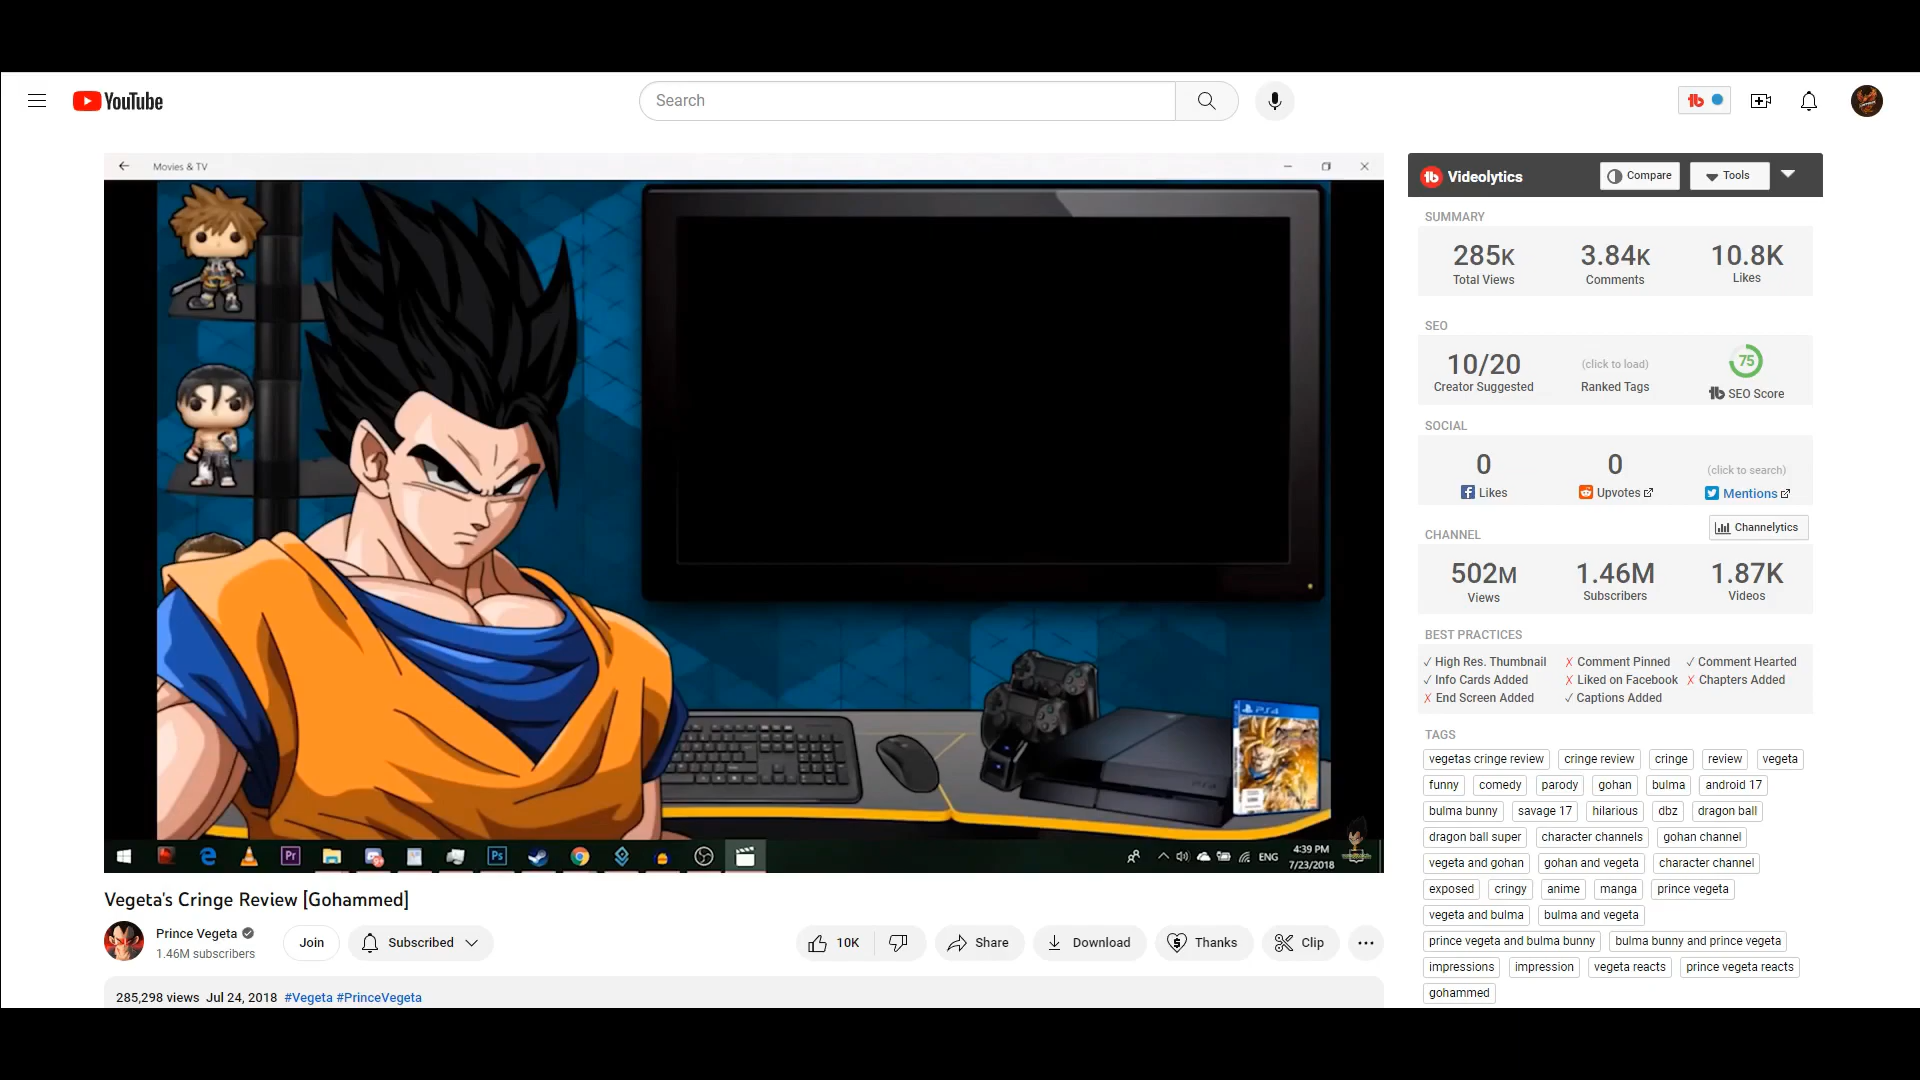 YouTube
Search
Movies & TV
PS4
ENG
4:39 PM
7/23/2018
Vegeta's Cringe Review [Gohammed]
Prince Vegeta
1.46M subscribers
Join
Subscribed
10K
Share
Download
Thanks
Clip
285,298 views Jul 24, 2018 #Vegeta #PrinceVegeta
Videolytics
Compare
Tools
SUMMARY
285K 3.84K 10.8K
Total Views Comments Likes
SEO
10/20 (click to load) 75
Creator Suggested Ranked Tags SEO Score
SOCIAL
0 0 (click to search)
Likes Upvotes Mentions
Channelytics
CHANNEL
502M 1.46M 1.87K
Views Subscribers Videos
BEST PRACTICES
✓ High Res. Thumbnail ✗ Comment Pinned ✓ Comment Hearted
✓ Info Cards Added ✗ Liked on Facebook ✗ Chapters Added
✗ End Screen Added ✓ Captions Added
TAGS
vegetas cringe review cringe review cringe review vegeta
funny comedy parody gohan bulma android 17
bulma bunny savage 17 hilarious dbz dragon ball
dragon ball super character channels gohan channel
vegeta and gohan gohan and vegeta character channel
exposed cringy anime manga prince vegeta
vegeta and bulma bulma and vegeta
prince vegeta and bulma bunny bulma bunny and prince vegeta
impressions impression vegeta reacts prince vegeta reacts
gohammed